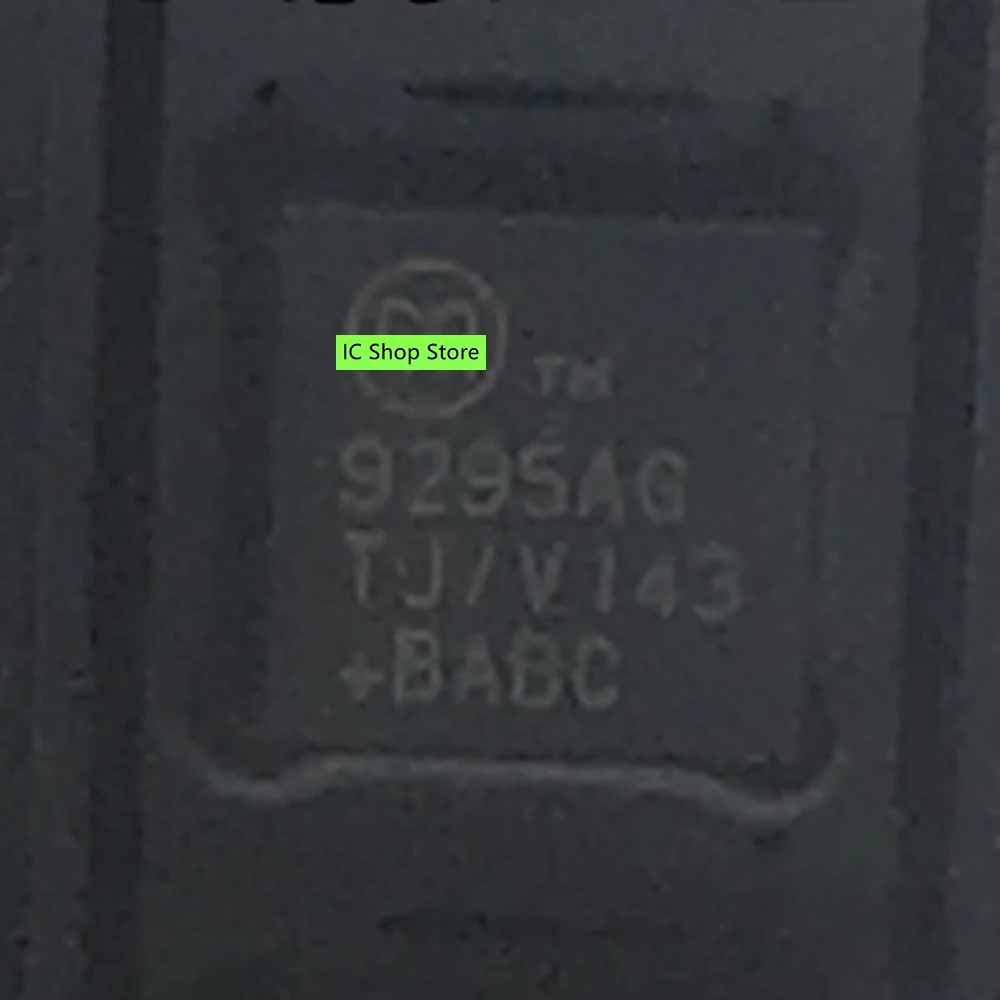 IC Shop Store
TM
9295AG
TJ/V143
+BABC